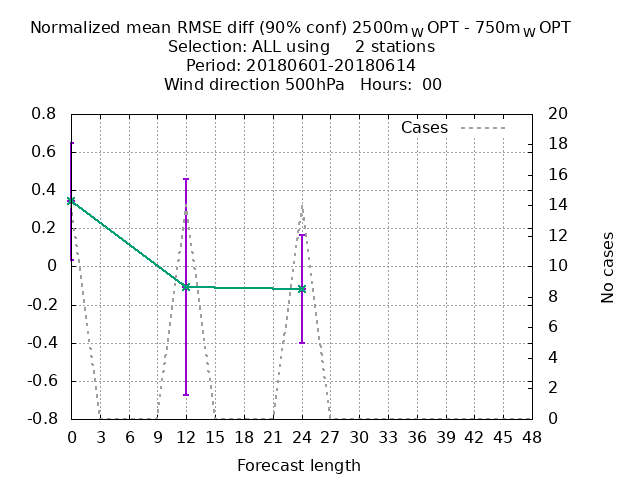 Normalized mean RMSE diff (90% conf) 2500m W OPT - 750m W OPT
Selection: ALL using     2 stations
Period: 20180601-20180614
Wind direction 500hPa   Hours:  00
Cases
0.8
0.6
0.4
0.2
0
-0.2
-0.4
-0.6
-0.8
20
18
16
14
12
10
8
6
4
2
0
No cases
0 3 6 9 12 15 18 21 24 27 30 33 36 39 42 45 48
Forecast length